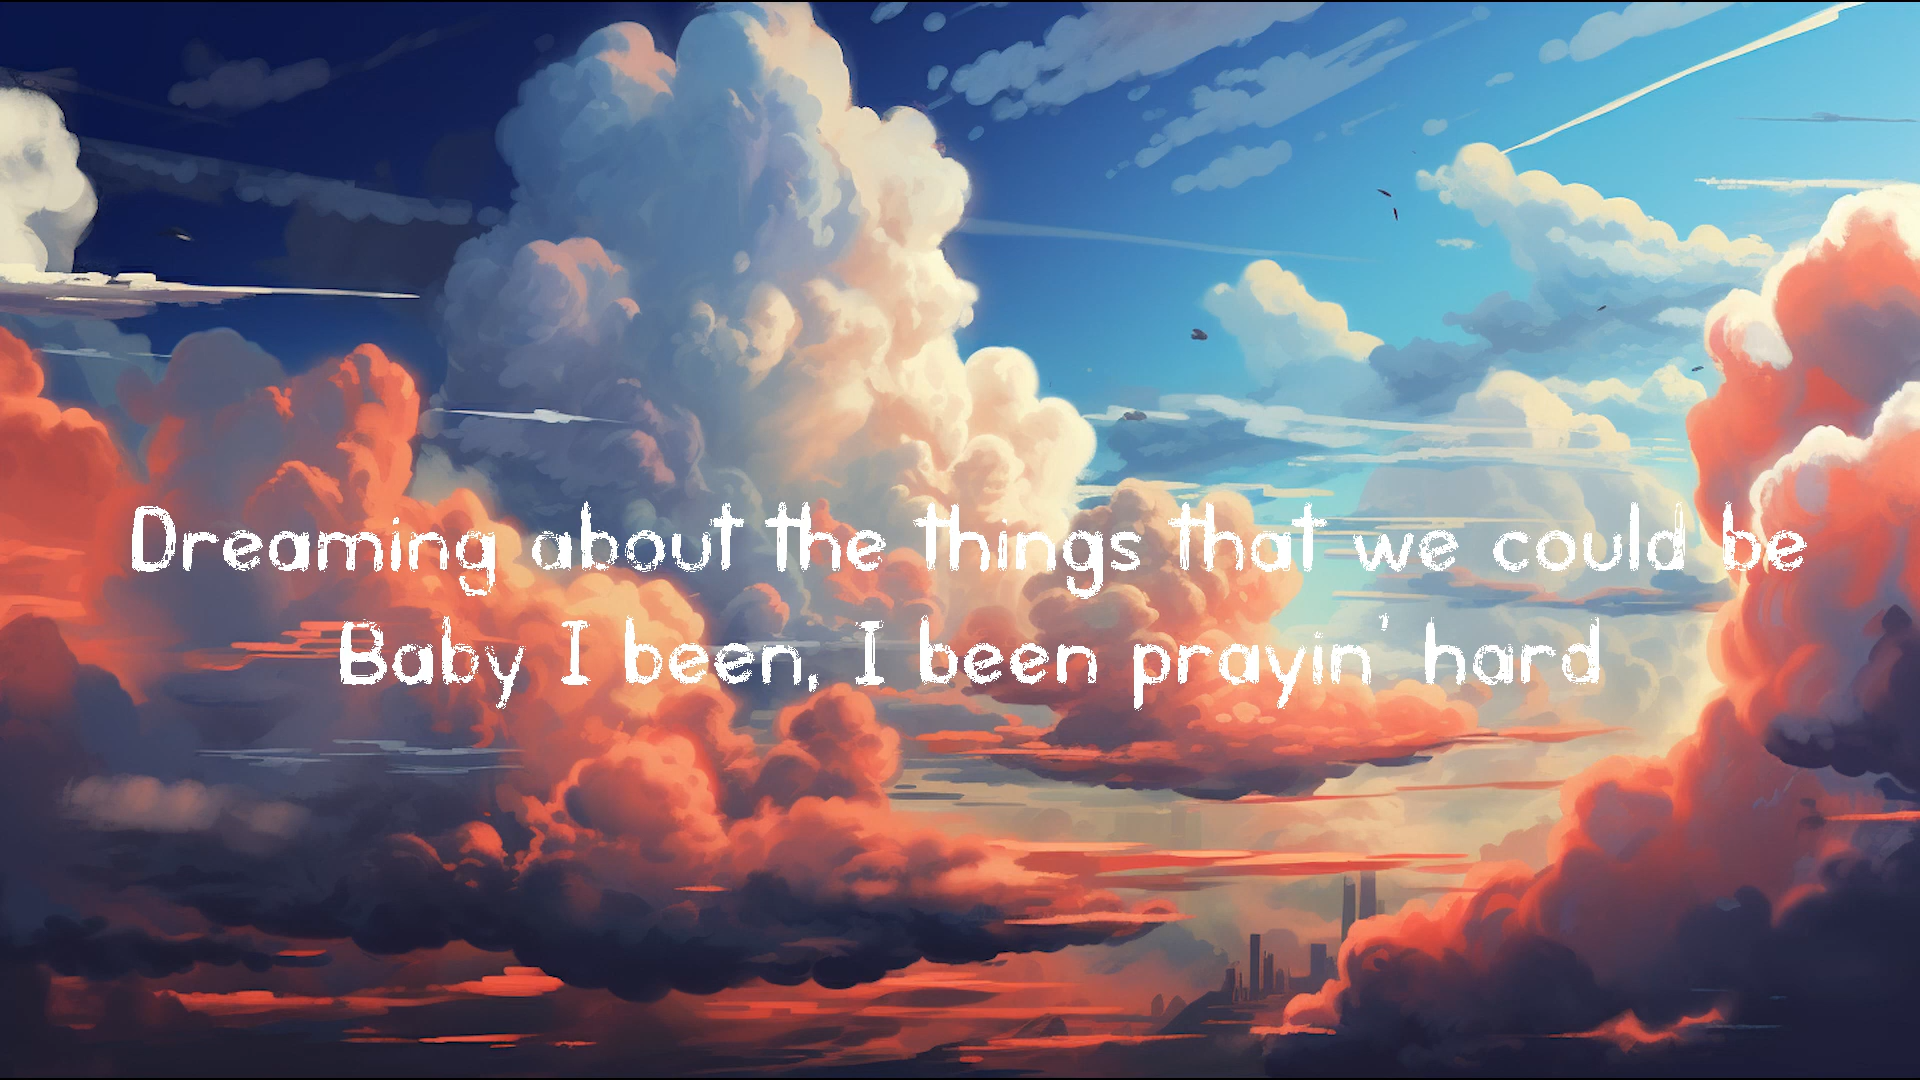 Dreaming about the things that we could be
Baby I been, I been prayin' hard